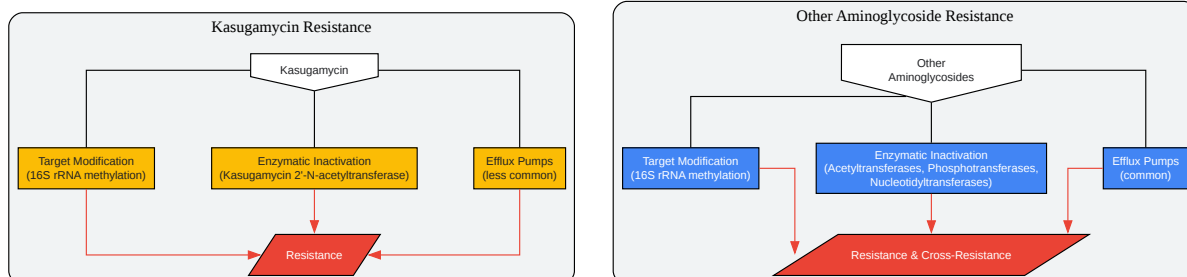 Kasugamycin Resistance
Kasugamycin
Target Modification
(16S rRNA methylation)
Enzymatic Inactivation
(Kasugamycin 2'-N-acetyltransferase)
Efflux Pumps
(less common)
Resistance
Other Aminoglycoside Resistance
Other
Aminoglycosides
Target Modification
(16S rRNA methylation)
Enzymatic Inactivation
(Acetyltransferases, Phosphotransferases,
Nucleotidyltransferases)
Efflux Pumps
(common)
Resistance & Cross-Resistance